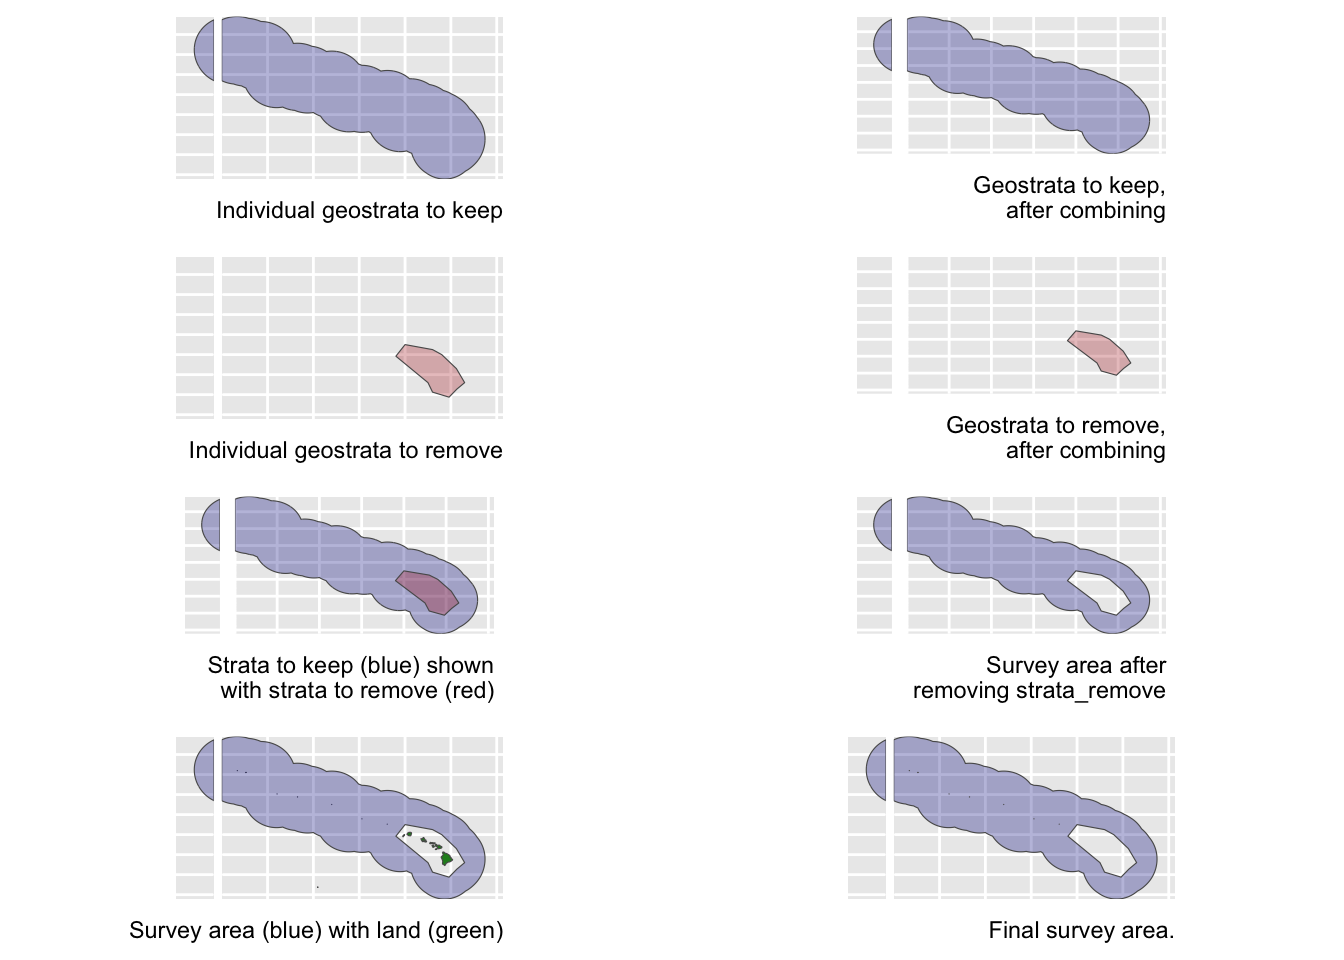 Individual geostrata to keep
Geostrata to keep,
after combining
Individual geostrata to remove
Geostrata to remove,
after combining
Strata to keep (blue) shown
with strata to remove (red)
Survey area after
removing strata_remove
Survey area (blue) with land (green)
Final survey area.